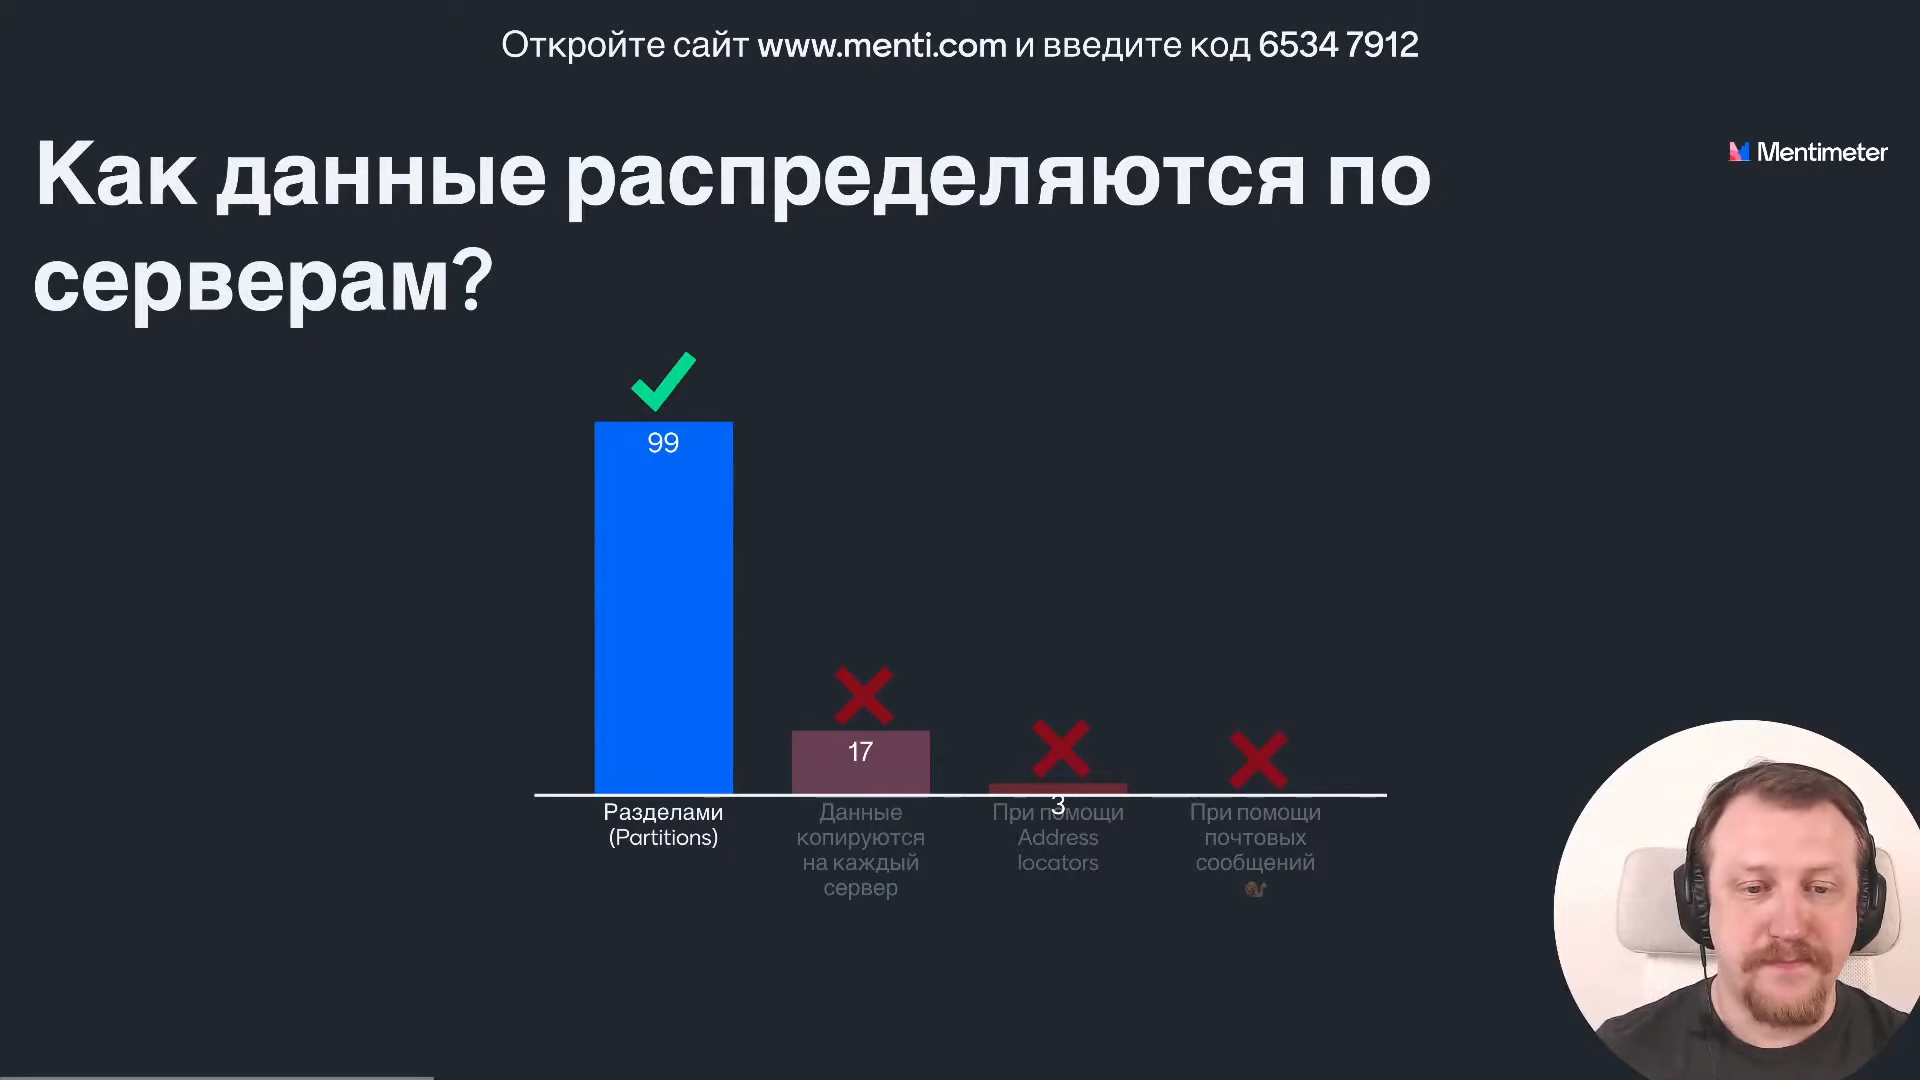 Откройте сайт www.menti.com и введите код 6534 7912
Mentimeter
Как данные распределяются по
серверам?
99
17
3
Разделами
(Partitions)
Данные
копируются
на каждый
сервер
При помощи
Address
locators
При помощи
почтовых
сообщений
🐌